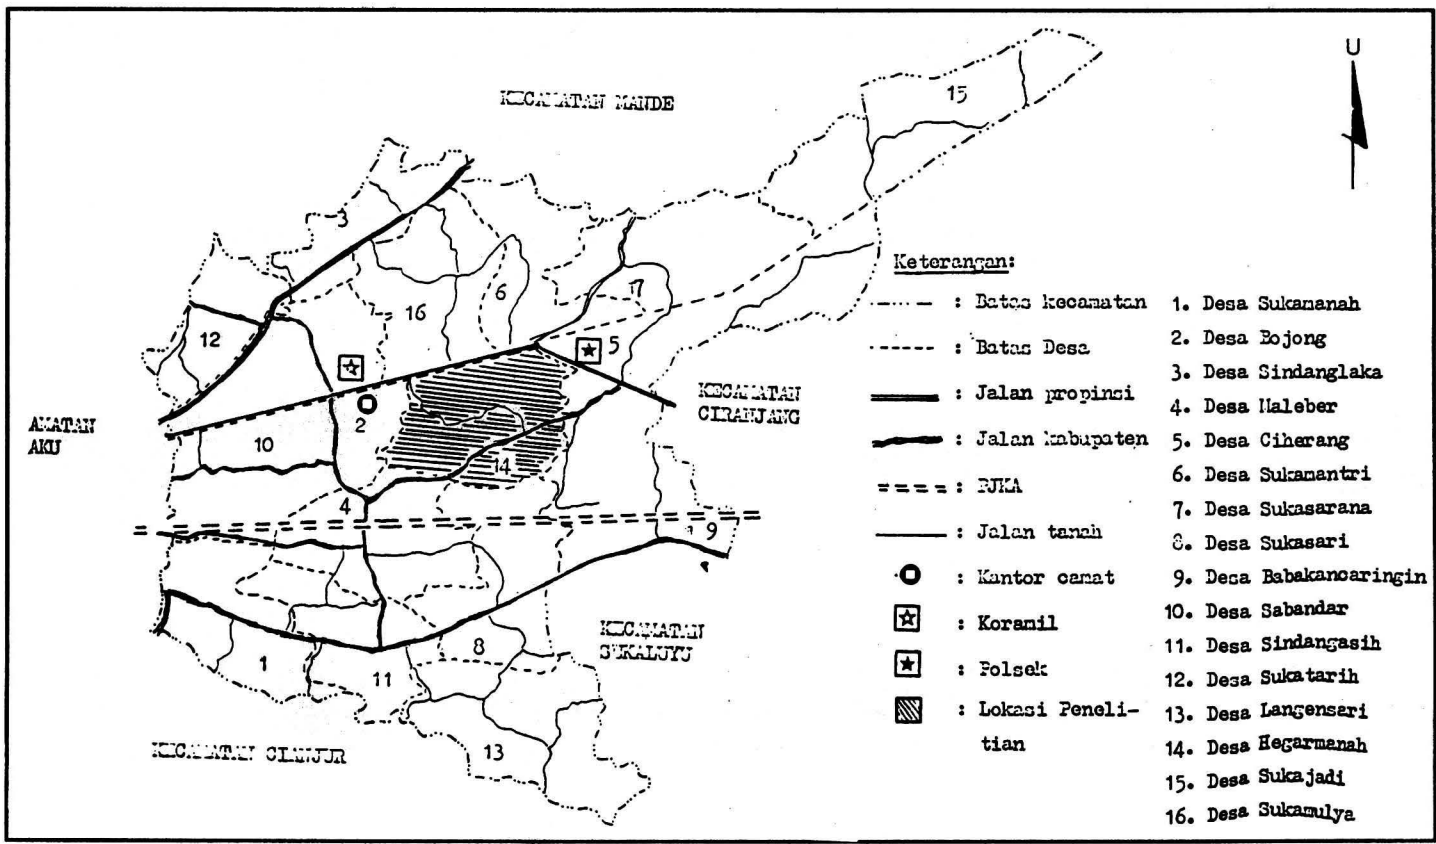 U
KECAMATAN MANDE
15
3
6
7
16
12
5
KECAMATAN
CIRANJANG
AMATAN
AKU
2
10
14
4
9
KECAMATAN
SUKALUYU
8
1
11
13
KECAMATAN CIANJUR
Keterangan:
: Batas kecamatan
: Batas Desa
: Jalan propinsi
: Jalan kabupaten
: PJKA
: Jalan tanah
: Kantor camat
: Koramil
: Polsek
: Lokasi Peneli-
tian
1. Desa Sukamanah
2. Desa Bojong
3. Desa Sindanglaka
4. Desa Maleber
5. Desa Ciherang
6. Desa Sukamantri
7. Desa Sukasarana
8. Desa Sukasari
9. Desa Babakancaringin
10. Desa Sabandar
11. Desa Sindangasih
12. Desa Sukatarih
13. Desa Langensari
14. Desa Hegarmanah
15. Desa Sukajadi
16. Desa Sukamulya